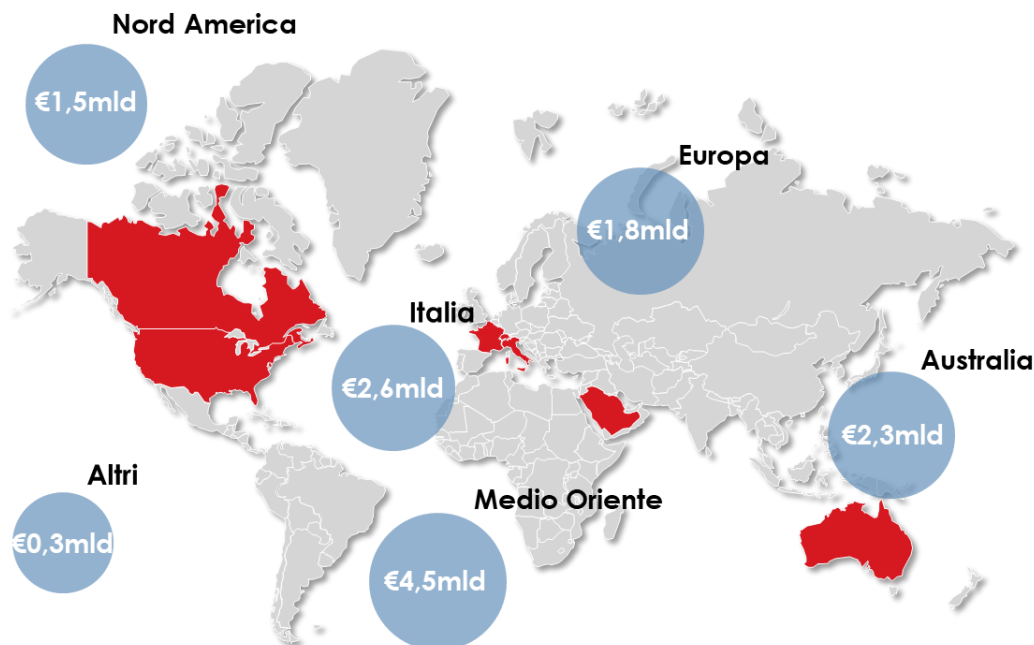 Nord America
€1,5mld
Europa
€1,8mld
Italia
€2,6mld
Australia
€2,3mld
Altri
€0,3mld
Medio Oriente
€4,5mld